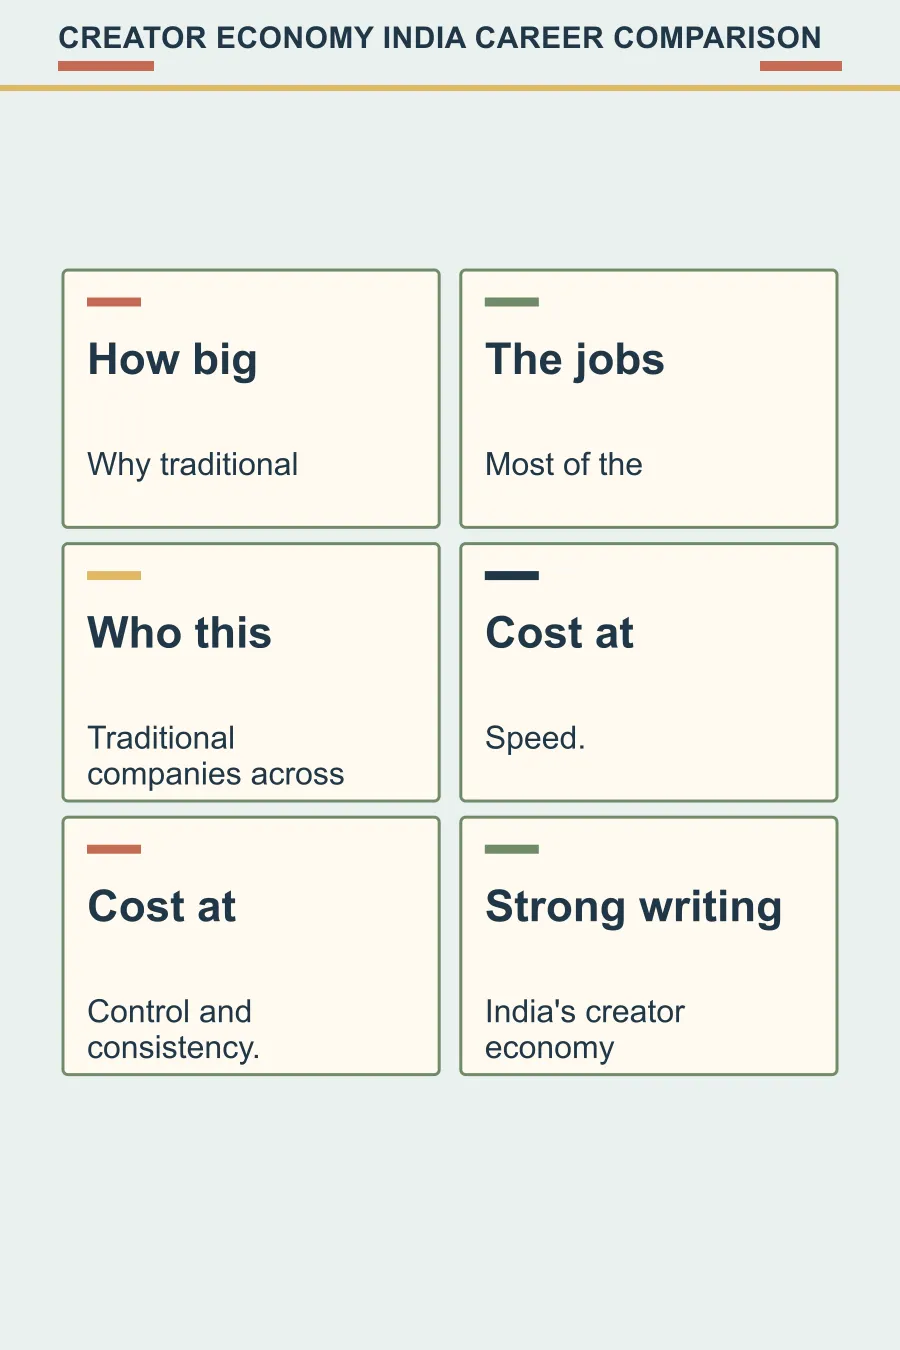 CREATOR ECONOMY INDIA CAREER COMPARISON
How big
Why traditional
The jobs
Most of the
Who this
Traditional
companies across
Cost at
Speed.
Cost at
Control and
consistency.
Strong writing
India's creator
economy